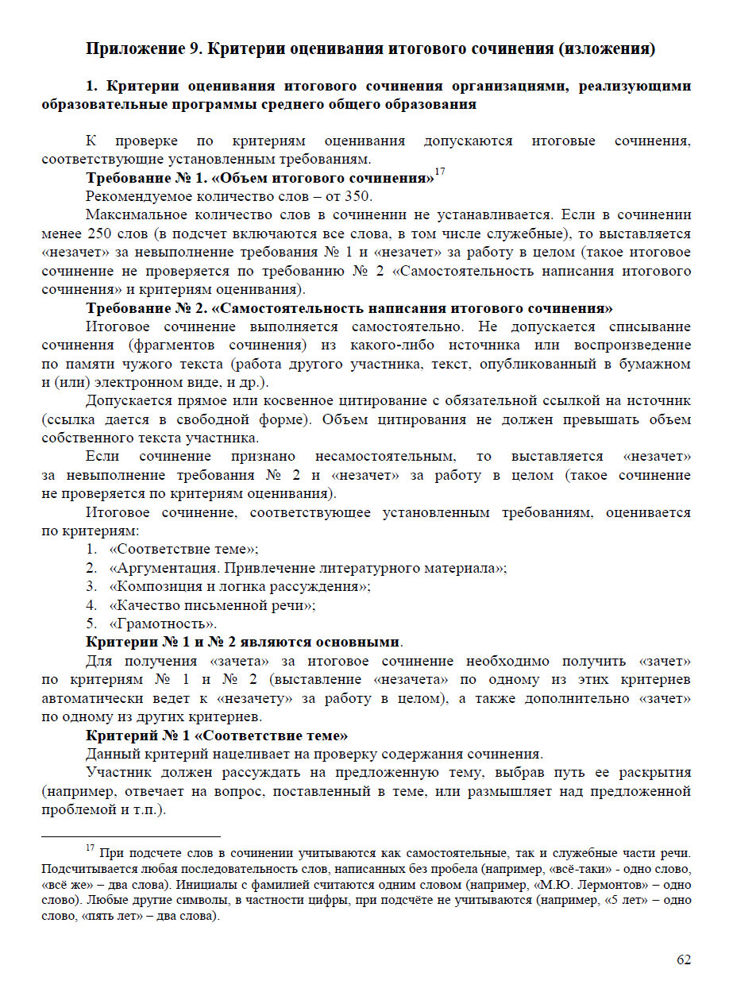 Приложение 9. Критерии оценивания итогового сочинения (изложения)
1. Критерии оценивания итогового сочинения организациями, реализующими
образовательные программы среднего общего образования
К проверке по критериям оценивания допускаются итоговые сочинения,
соответствующие установленным требованиям.
Требование № 1. «Объем итогового сочинения»17
Рекомендуемое количество слов – от 350.
Максимальное количество слов в сочинении не устанавливается. Если в сочинении
менее 250 слов (в подсчет включаются все слова, в том числе служебные), то выставляется
«незачет» за невыполнение требования № 1 и «незачет» за работу в целом (такое итоговое
сочинение не проверяется по требованию № 2 «Самостоятельность написания итогового
сочинения» и критериям оценивания).
Требование № 2. «Самостоятельность написания итогового сочинения»
Итоговое сочинение выполняется самостоятельно. Не допускается списывание
сочинения (фрагментов сочинения) из какого-либо источника или воспроизведение
по памяти чужого текста (работа другого участника, текст, опубликованный в бумажном
и (или) электронном виде, и др.).
Допускается прямое или косвенное цитирование с обязательной ссылкой на источник
(ссылка дается в свободной форме). Объем цитирования не должен превышать объем
собственного текста участника.
Если сочинение признано несамостоятельным, то выставляется «незачет»
за невыполнение требования № 2 и «незачет» за работу в целом (такое сочинение
не проверяется по критериям оценивания).
Итоговое сочинение, соответствующее установленным требованиям, оценивается
по критериям:
1. «Соответствие теме»;
2. «Аргументация. Привлечение литературного материала»;
3. «Композиция и логика рассуждения»;
4. «Качество письменной речи»;
5. «Грамотность».
Критерии № 1 и № 2 являются основными.
Для получения «зачета» за итоговое сочинение необходимо получить «зачет»
по критериям № 1 и № 2 (выставление «незачета» по одному из этих критериев
автоматически ведет к «незачету» за работу в целом), а также дополнительно «зачет»
по одному из других критериев.
Критерий № 1 «Соответствие теме»
Данный критерий нацеливает на проверку содержания сочинения.
Участник должен рассуждать на предложенную тему, выбрав путь ее раскрытия
(например, отвечает на вопрос, поставленный в теме, или размышляет над предложенной
проблемой и т.п.).
17 При подсчете слов в сочинении учитываются как самостоятельные, так и служебные части речи.
Подсчитывается любая последовательность слов, написанных без пробела (например, «всё-таки» - одно слово,
«всё же» – два слова). Инициалы с фамилией считаются одним словом (например, «М.Ю. Лермонтов» – одно
слово). Любые другие символы, в частности цифры, при подсчёте не учитываются (например, «5 лет» – одно
слово, «пять лет» – два слова).
62